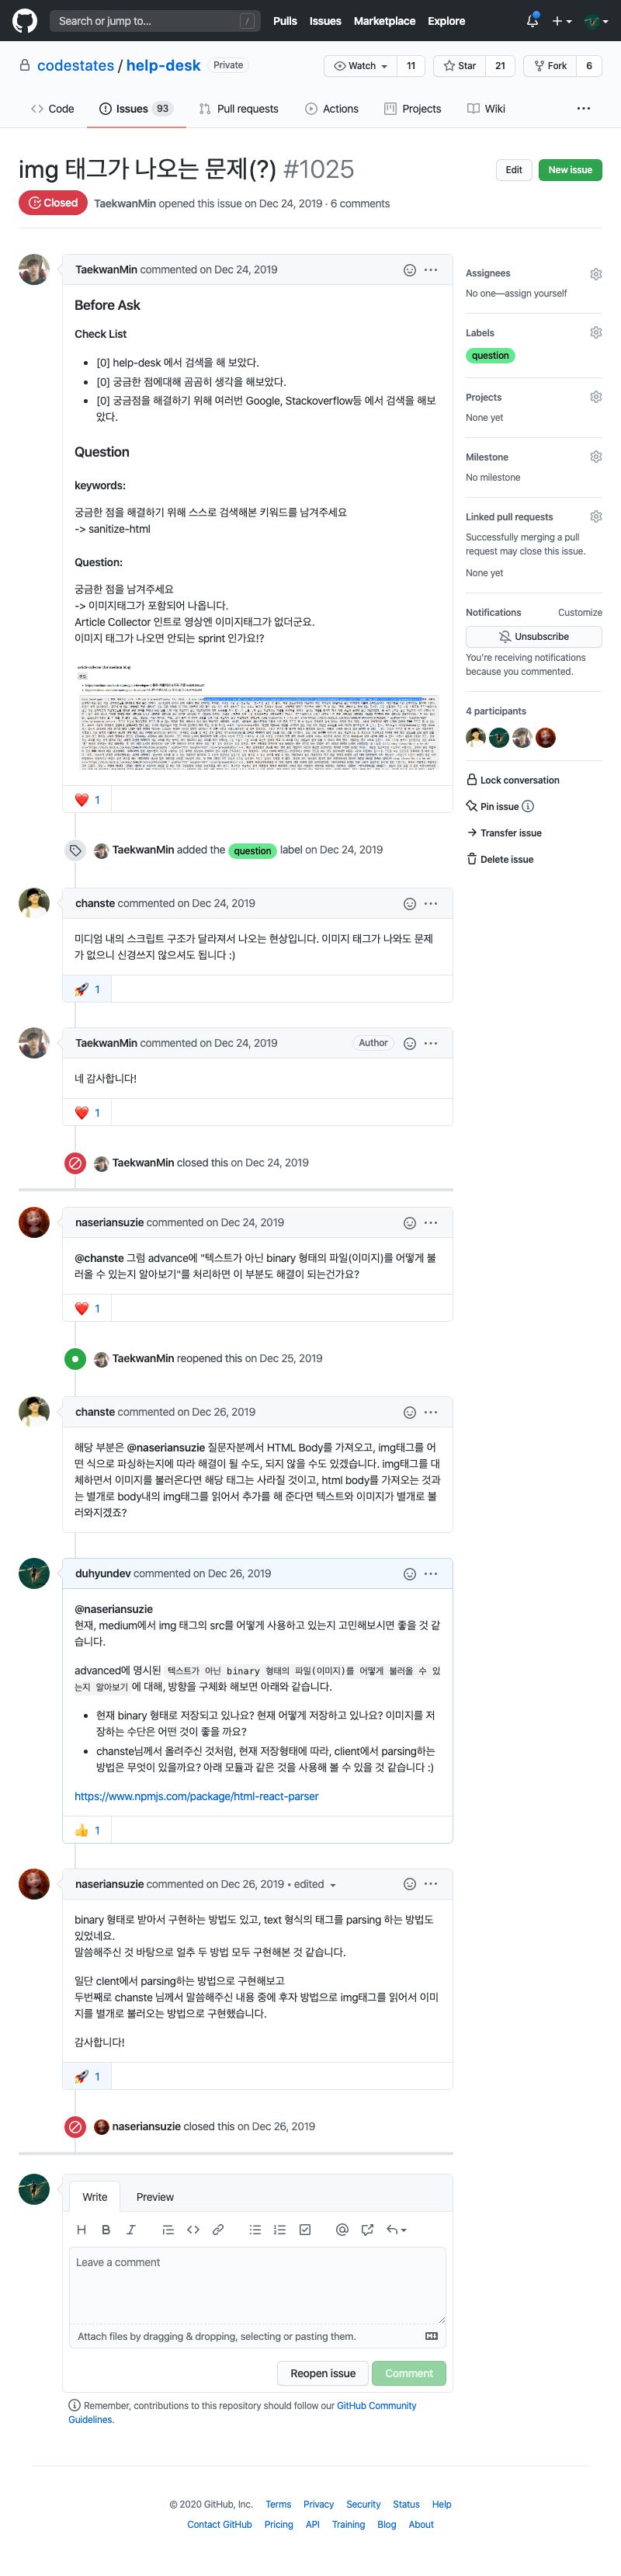 Search or jump to...
/
Pulls
Issues
Marketplace
Explore
codestates / help-desk
Private
Watch
11
Star
21
Fork
6
Code
Issues 93
Pull requests
Actions
Projects
Wiki
img 태그가 나오는 문제(?) #1025
Edit
New issue
Closed
TaekwanMin opened this issue on Dec 24, 2019 · 6 comments
TaekwanMin commented on Dec 24, 2019
Before Ask
Check List
• [0] help-desk 에서 검색을 해 보았다.
• [0] 궁금한 점에대해 곰곰히 생각을 해보았다.
• [0] 궁금점을 해결하기 위해 여러번 Google, Stackoverflow등 에서 검색을 해보
았다.
Question
keywords:
궁금한 점을 해결하기 위해 스스로 검색해본 키워드를 남겨주세요
-> sanitize-html
Question:
궁금한 점을 남겨주세요
-> 이미지태그가 포함되어 나옵니다.
Article Collector 인트로 영상엔 이미지태그가 없더군요.
이미지 태그가 나오면 안되는 sprint 인가요!?
1
TaekwanMin added the question label on Dec 24, 2019
chanste commented on Dec 24, 2019
미디엄 내의 스크립트 구조가 달라져서 나오는 현상입니다. 이미지 태그가 나와도 문제
가 없으니 신경쓰지 않으셔도 됩니다 :)
1
TaekwanMin commented on Dec 24, 2019
Author
네 감사합니다!
1
TaekwanMin closed this on Dec 24, 2019
naseriansuzie commented on Dec 24, 2019
@chanste 그럼 advance에 "텍스트가 아닌 binary 형태의 파일(이미지)를 어떻게 불
러올 수 있는지 알아보기"를 처리하면 이 부분도 해결이 되는건가요?
1
TaekwanMin reopened this on Dec 25, 2019
chanste commented on Dec 26, 2019
해당 부분은 @naseriansuzie 질문자분께서 HTML Body를 가져오고, img태그를 어
떤 식으로 파싱하는지에 따라 해결이 될 수도, 되지 않을 수도 있겠습니다. img태그를 대
체하면서 이미지를 불러온다면 해당 태그는 사라질 것이고, html body를 가져오는 것과
는 별개로 body내의 img태그를 읽어서 추가를 해 준다면 텍스트와 이미지가 별개로 불
러와지겠죠?
duhyundev commented on Dec 26, 2019
@naseriansuzie
현재, medium에서 img 태그의 src를 어떻게 사용하고 있는지 고민해보시면 좋을 것 같
습니다.
advanced에 명시된 텍스트가 아닌 binary 형태의 파일(이미지)를 어떻게 불러올 수 있
는지 알아보기 에 대해, 방향을 구체화 해보면 아래와 같습니다.
• 현재 binary 형태로 저장되고 있나요? 현재 어떻게 저장하고 있나요? 이미지를 저
장하는 수단은 어떤 것이 좋을 까요?
• chanste님께서 올려주신 것처럼, 현재 저장형태에 따라, client에서 parsing하는
방법은 무엇이 있을까요? 아래 모듈과 같은 것을 사용해 볼 수 있을 것 같습니다 :)
https://www.npmjs.com/package/html-react-parser
1
naseriansuzie commented on Dec 26, 2019 • edited
binary 형태로 받아서 구현하는 방법도 있고, text 형식의 태그를 parsing 하는 방법도
있었네요.
말씀해주신 것 바탕으로 얼추 두 방법 모두 구현해본 것 같습니다.
일단 clent에서 parsing하는 방법으로 구현해보고
두번째로 chanste 님께서 말씀해주신 내용 중에 후자 방법으로 img태그를 읽어서 이미
지를 별개로 불러오는 방법으로 구현했습니다.
감사합니다!
1
naseriansuzie closed this on Dec 26, 2019
Write
Preview
Leave a comment
Attach files by dragging & dropping, selecting or pasting them.
Reopen issue
Comment
Remember, contributions to this repository should follow our GitHub Community
Guidelines.
Assignees
No one—assign yourself
Labels
question
Projects
None yet
Milestone
No milestone
Linked pull requests
Successfully merging a pull
request may close this issue.
None yet
Notifications
Customize
Unsubscribe
You're receiving notifications
because you commented.
4 participants
Lock conversation
Pin issue
Transfer issue
Delete issue
© 2020 GitHub, Inc.
Terms
Privacy
Security
Status
Help
Contact GitHub
Pricing
API
Training
Blog
About